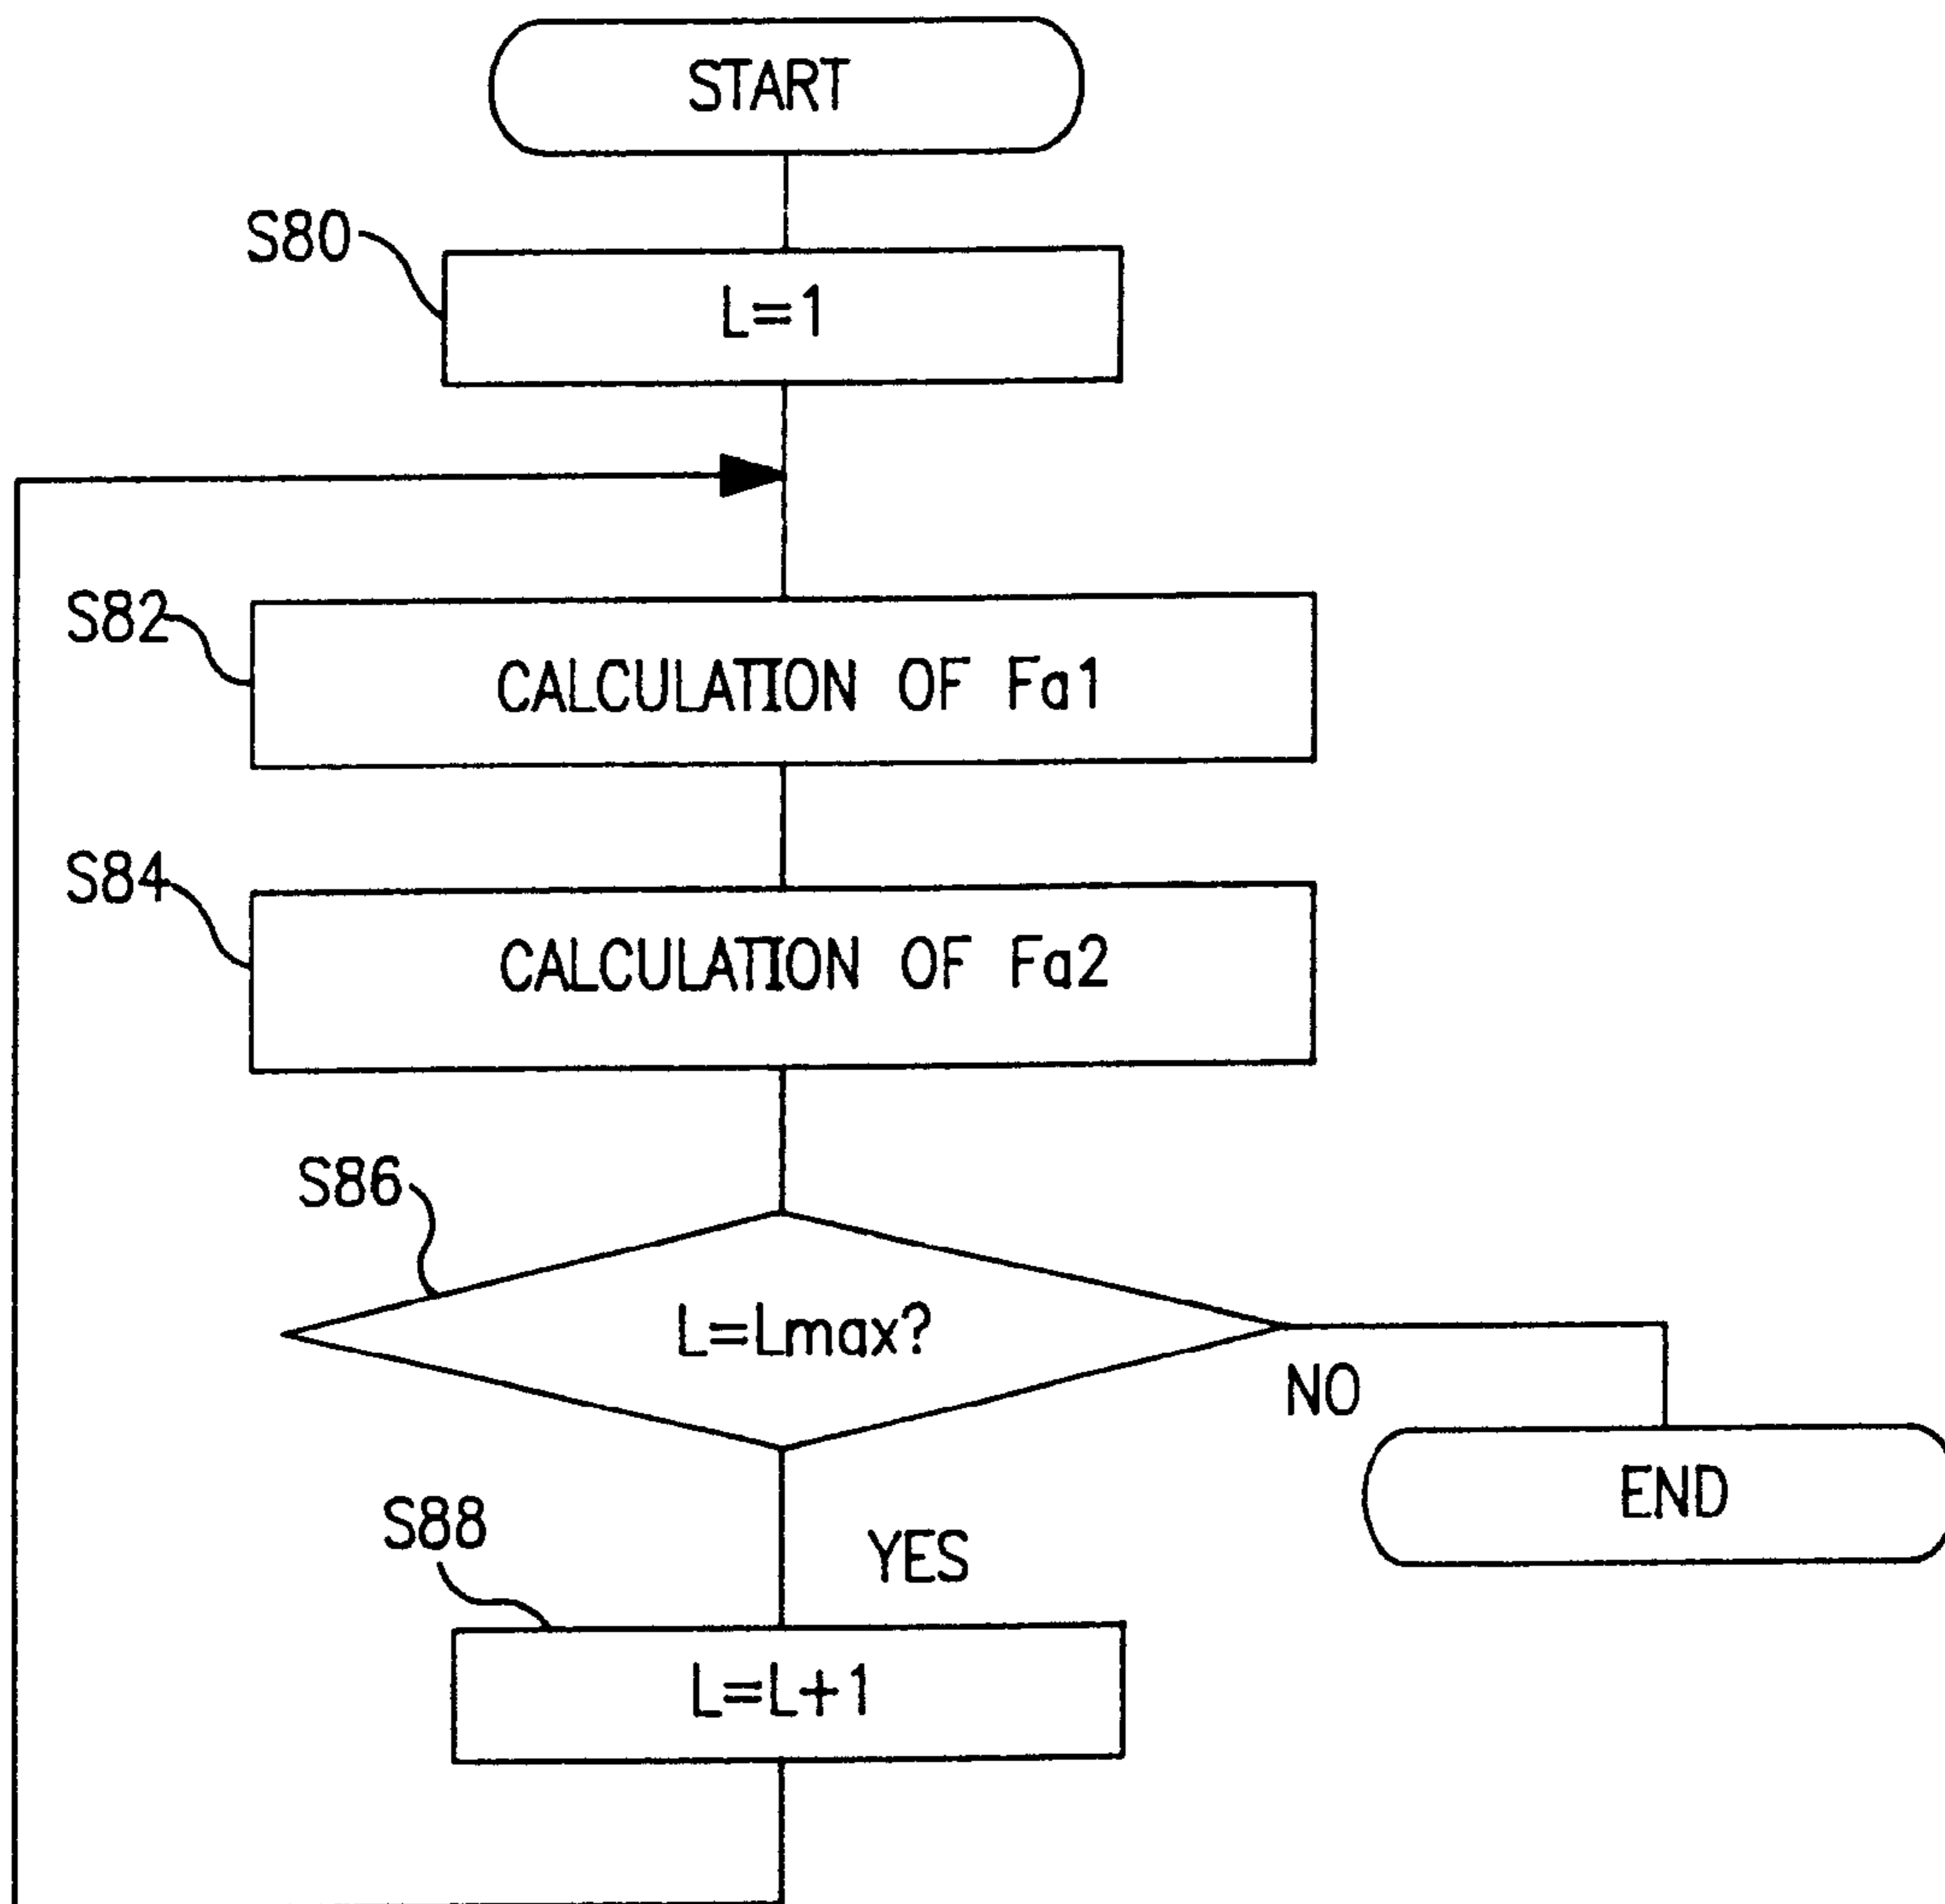 START
S80
L=1
S82
CALCULATION OF Fa1
S84
CALCULATION OF Fa2
S86
L=Lmax?
NO
END
S88
YES
L=L+1